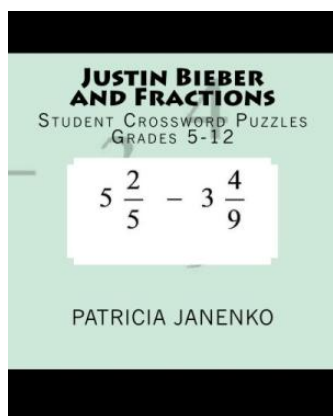 JUSTIN BIEBER
AND FRACTIONS
STUDENT CROSSWORD PUZZLES
GRADES 5-12
5 2/5 − 3 4/9
PATRICIA JANENKO